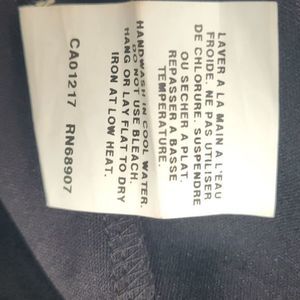 LAVER A LA MAIN A L'EAU
FROIDE. NE PAS UTILISER
DE CHLORURE. SUSPENDRE
OU SECHER A PLAT.
REPASSER A BASSE
TEMPERATURE.
HANDWASH IN COOL WATER.
DO NOT USE BLEACH.
HANG OR LAY FLAT TO DRY
IRON AT LOW HEAT.
CA01217 RN68907